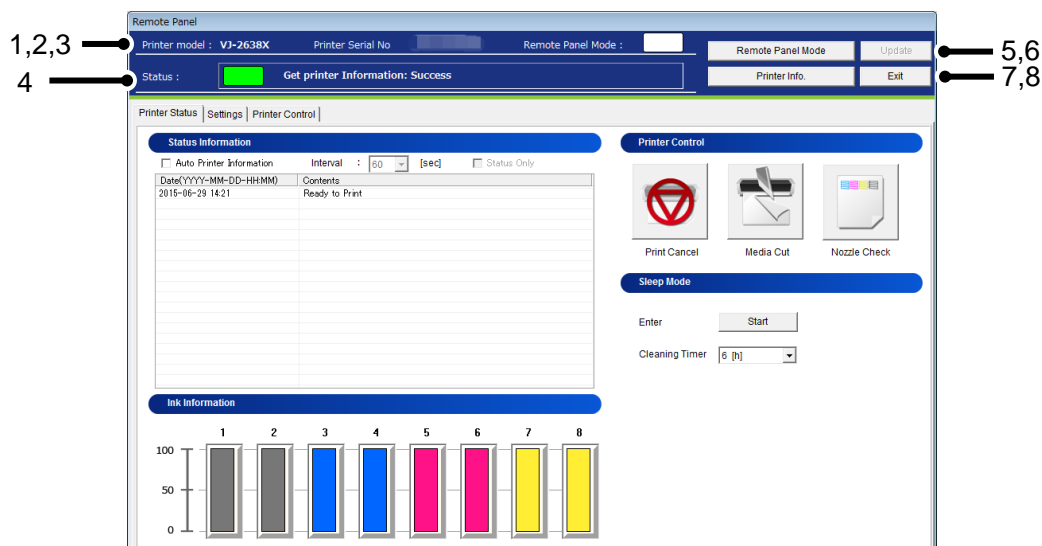 Remote Panel
1,2,3
Printer model : VJ-2638X Printer Serial No Remote Panel Mode :
Remote Panel Mode Update
5,6
4
Status : Get printer Information: Success
Printer Info. Exit
7,8
Printer Status Settings Printer Control
Status Information
Auto Printer Information Interval : 60 [sec] Status Only
Date(YYYY-MM-DD-HH:MM) Contents
2015-06-29 14:21 Ready to Print
Printer Control
Print Cancel Media Cut Nozzle Check
Sleep Mode
Enter Start
Cleaning Timer 6 [h]
Ink Information
1 2 3 4 5 6 7 8
100
50
0